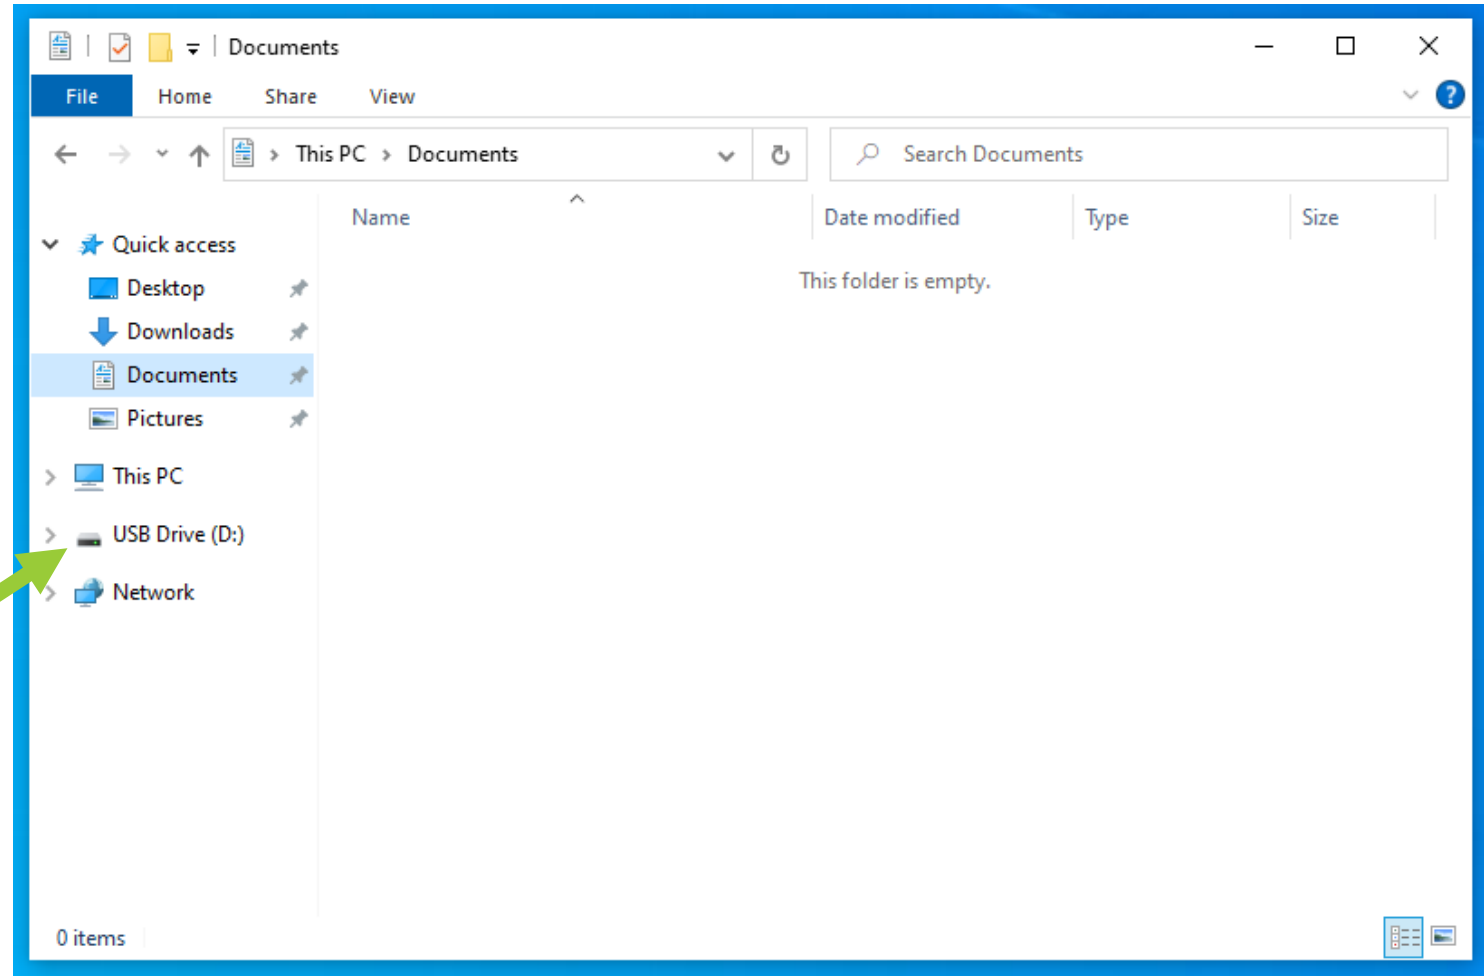 Documents
File Home Share View
?
This PC > Documents
Search Documents
Name Date modified Type Size
Quick access
This folder is empty.
Desktop
Downloads
Documents
Pictures
This PC
USB Drive (D:)
Network
0 items